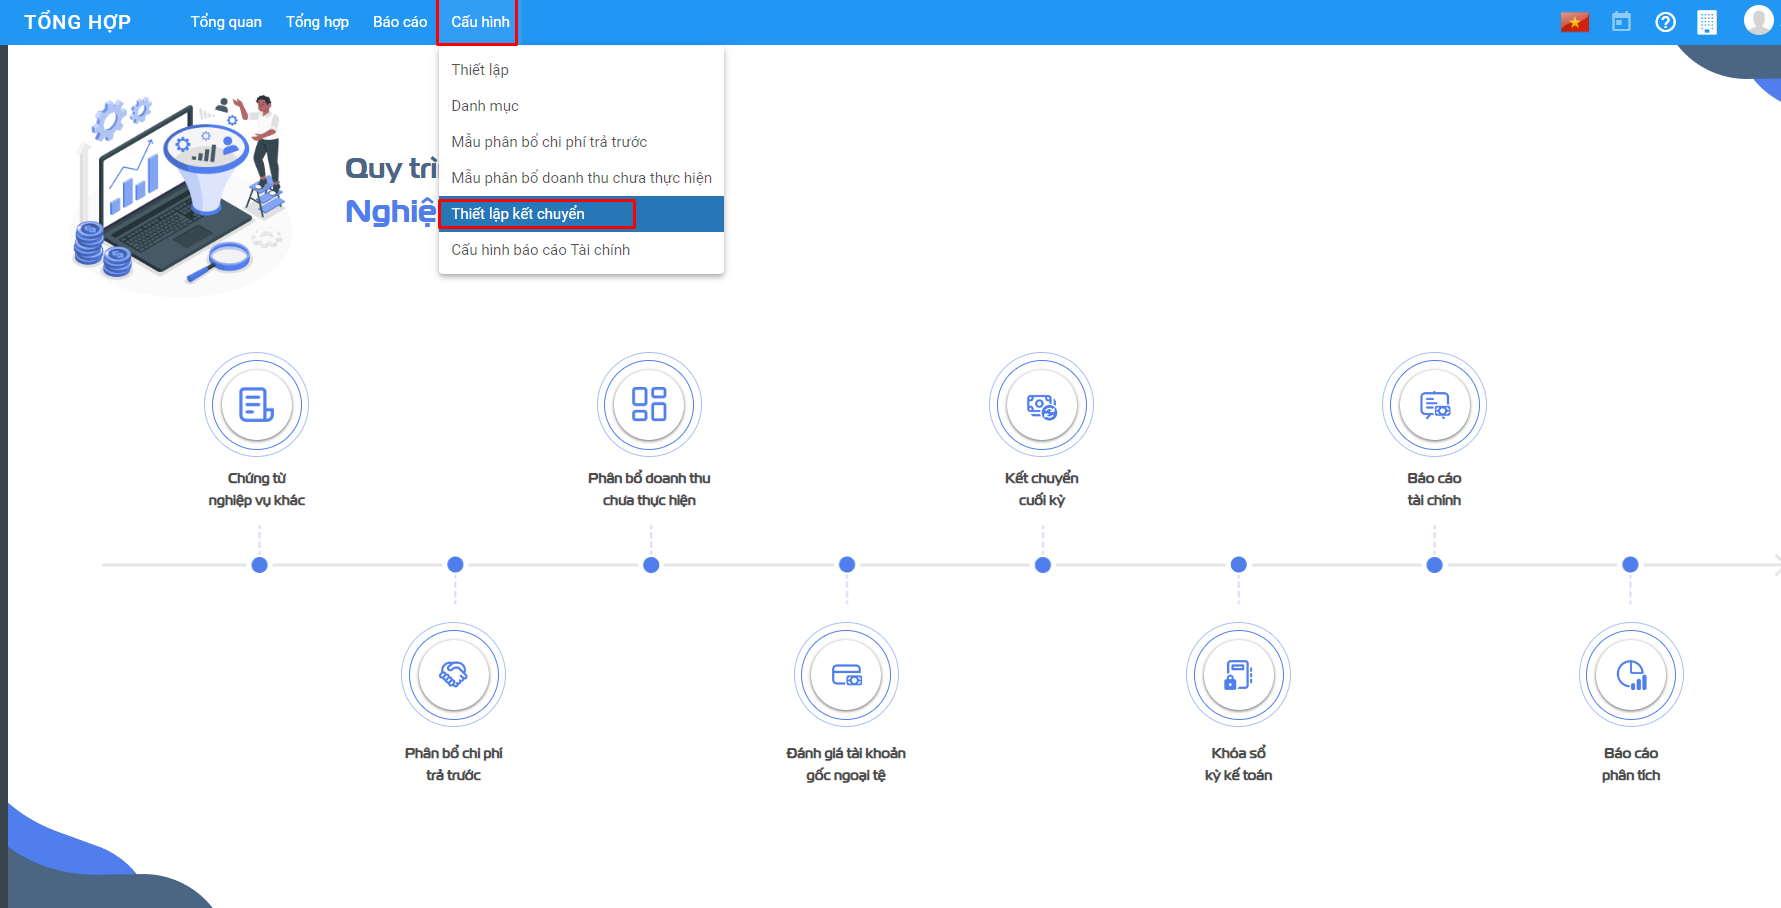 TỔNG HỢP Tổng quan Tổng hợp Báo cáo Cấu hình
Thiết lập
Danh mục
Mẫu phân bổ chi phí trả trước
Mẫu phân bổ doanh thu chưa thực hiện
Thiết lập kết chuyển
Cấu hình báo cáo Tài chính
Quy
Chứng từ
nghiệp vụ khác
Phân bổ doanh thu
chưa thực hiện
Kết chuyển
cuối kỳ
Báo cáo
tài chính
Phân bổ chi phí
trả trước
Đánh giá tài khoản
gốc ngoại tệ
Khóa sổ
kỳ kế toán
Báo cáo
phân tích